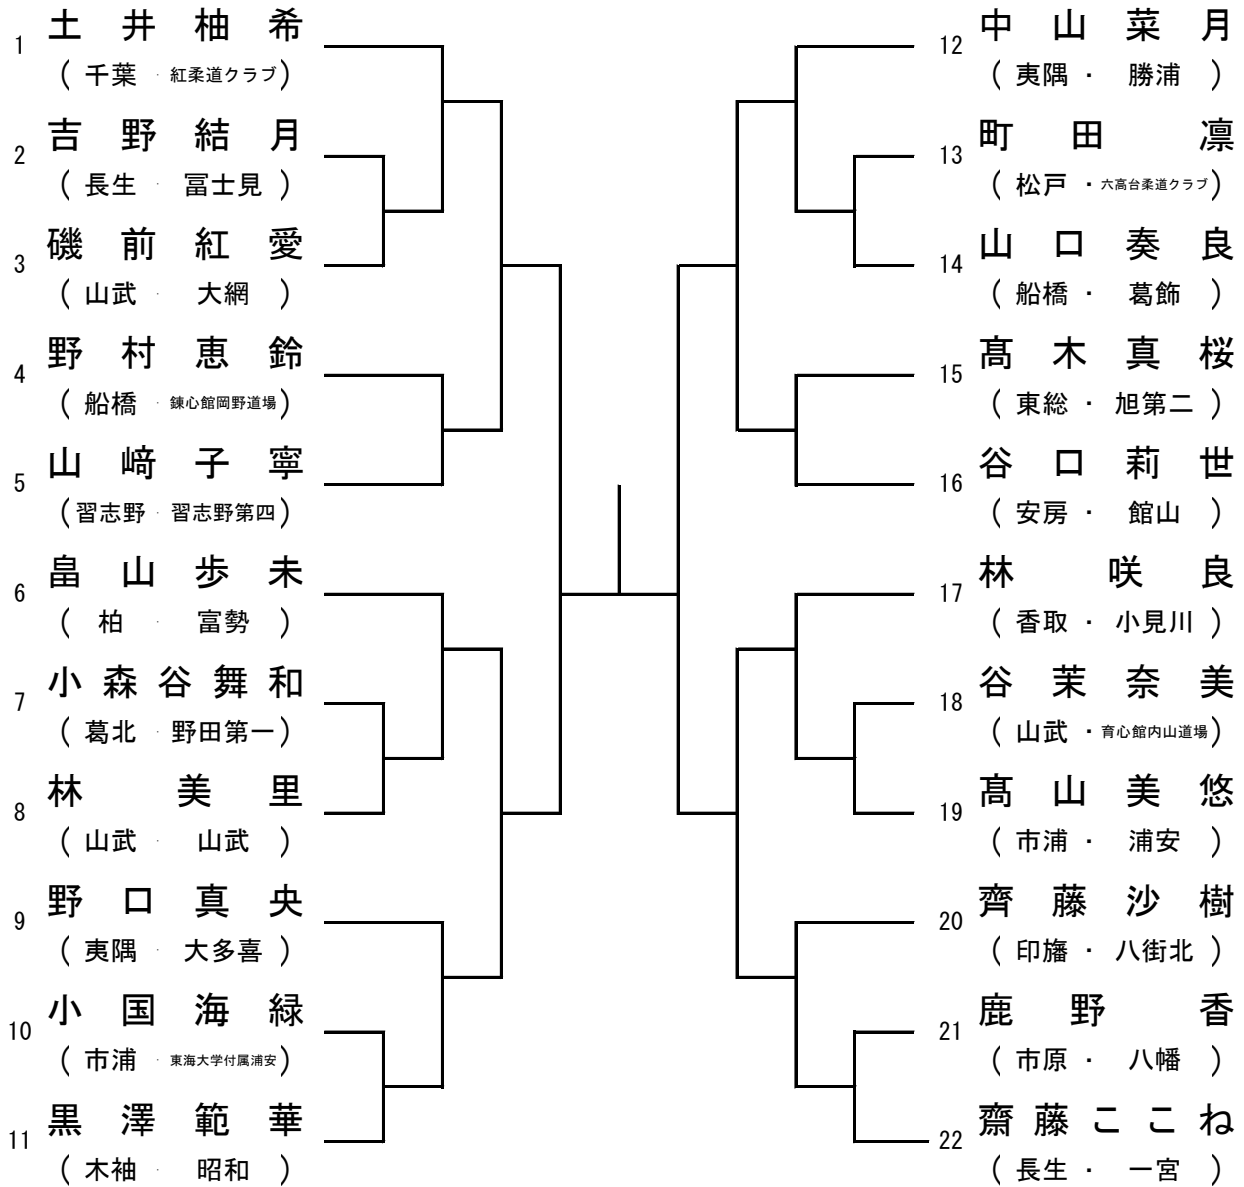 1 土井柚希
(千葉・紅柔道クラブ)
2 吉野結月
(長生・冨士見)
3 磯前紅愛
(山武・大網)
4 野村恵鈴
(船橋・錬心館岡野道場)
5 山﨑子寧
(習志野・習志野第四)
6 畠山歩未
(柏・富勢)
7 小森谷舞和
(葛北・野田第一)
8 林美里
(山武・山武)
9 野口真央
(夷隅・大多喜)
10 小国海緑
(市浦・東海大学付属浦安)
11 黒澤範華
(木袖・昭和)
12 中山菜月
(夷隅・勝浦)
13 町田凛
(松戸・六高台柔道クラブ)
14 山口奏良
(船橋・葛飾)
15 髙木真桜
(東総・旭第二)
16 谷口莉世
(安房・館山)
17 林咲良
(香取・小見川)
18 谷茉奈美
(山武・育心館内山道場)
19 髙山美悠
(市浦・浦安)
20 齊藤沙樹
(印旛・八街北)
21 鹿野香
(市原・八幡)
22 齋藤ここね
(長生・一宮)